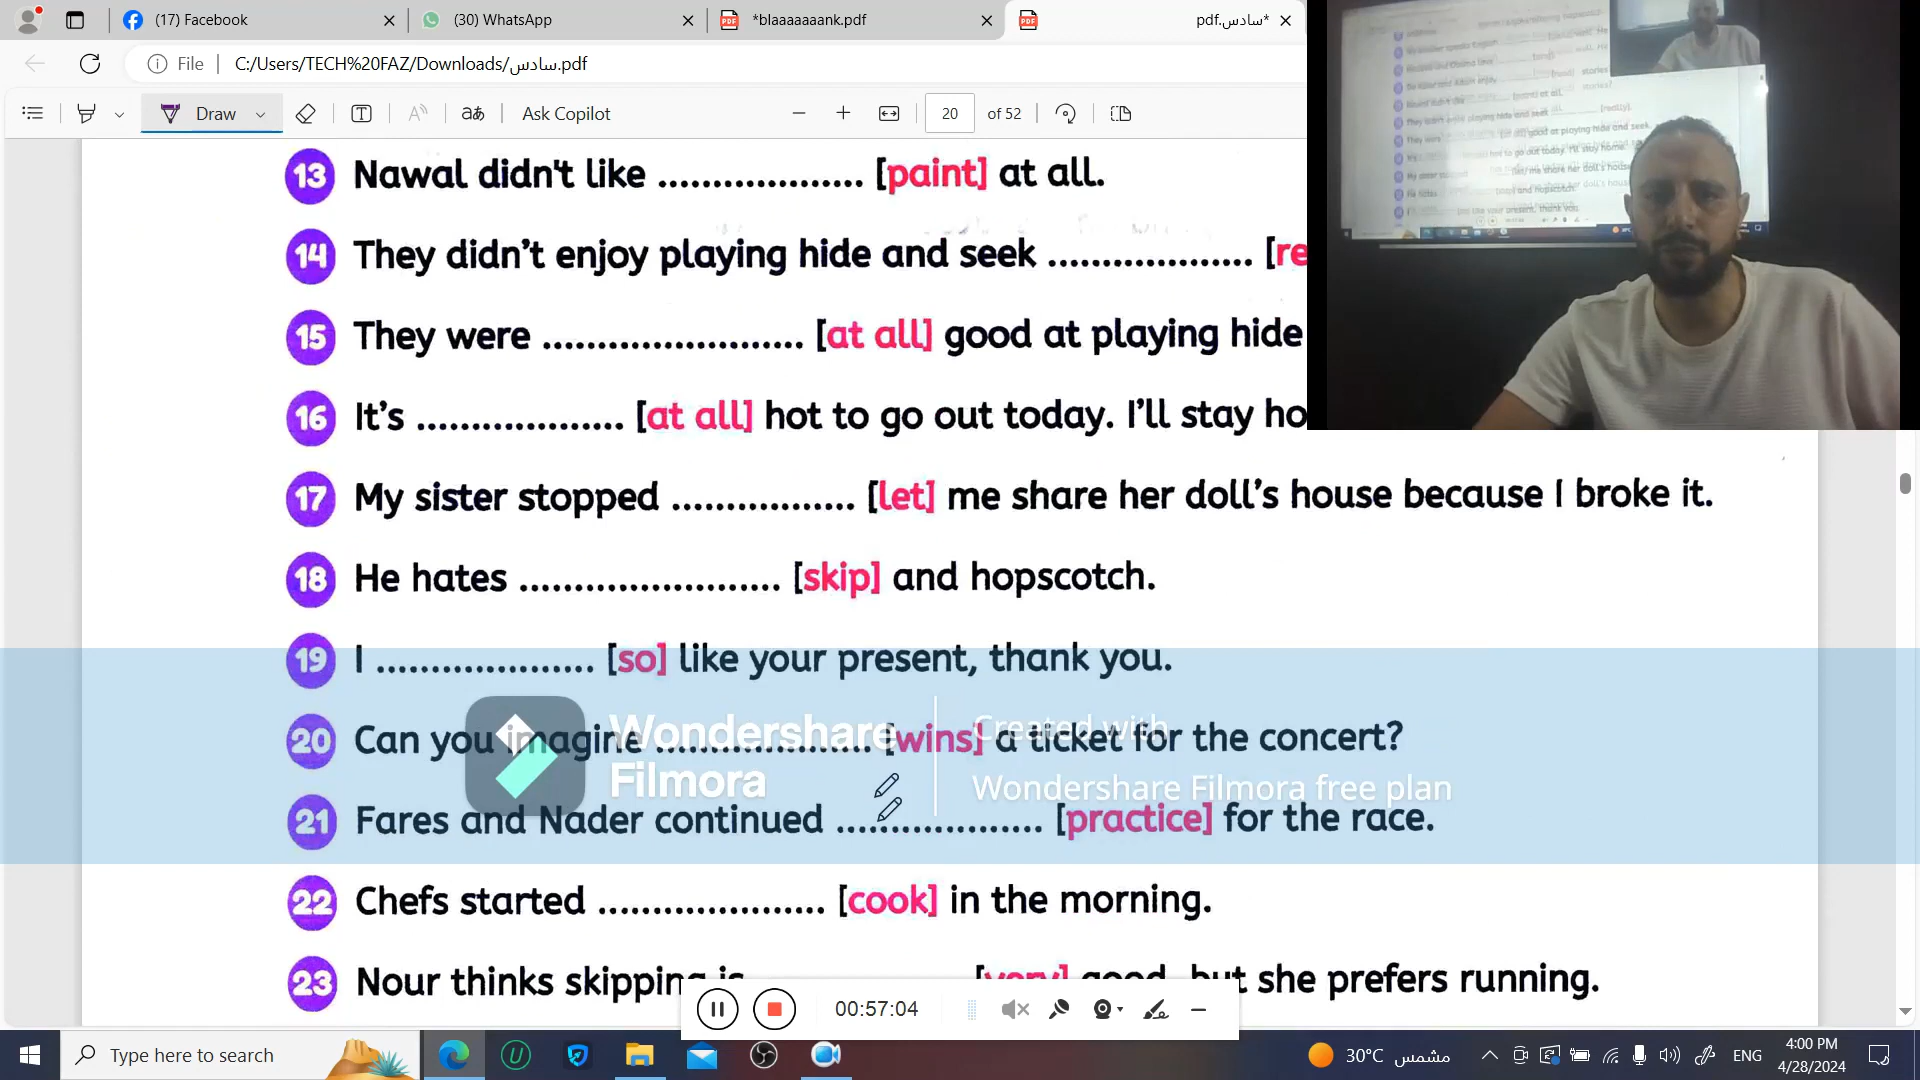 (17) Facebook
(30) WhatsApp
*blaaaaaaank.pdf
*سادس.pdf
File
C:/Users/TECH%20FAZ/Downloads/سادس.pdf
Draw
Ask Copilot
20
of 52
13 Nawal didn't like ................... [paint] at all.
14 They didn't enjoy playing hide and seek ................... [re
15 They were ........................ [at all] good at playing hide
16 It's ................... [at all] hot to go out today. I'll stay ho
17 My sister stopped ................. [let] me share her doll's house because I broke it.
18 He hates ........................ [skip] and hopscotch.
19 I .................... [so] like your present, thank you.
20 Can you imagine .................... [wins] a ticket for the concert?
21 Fares and Nader continued ................... [practice] for the race.
22 Chefs started ..................... [cook] in the morning.
23 Nour thinks skipping is [very] good, but she prefers running.
Wondershare
Filmora
Created with
Wondershare Filmora free plan
00:57:04
Type here to search
30°C مشمس
ENG
4:00 PM
4/28/2024